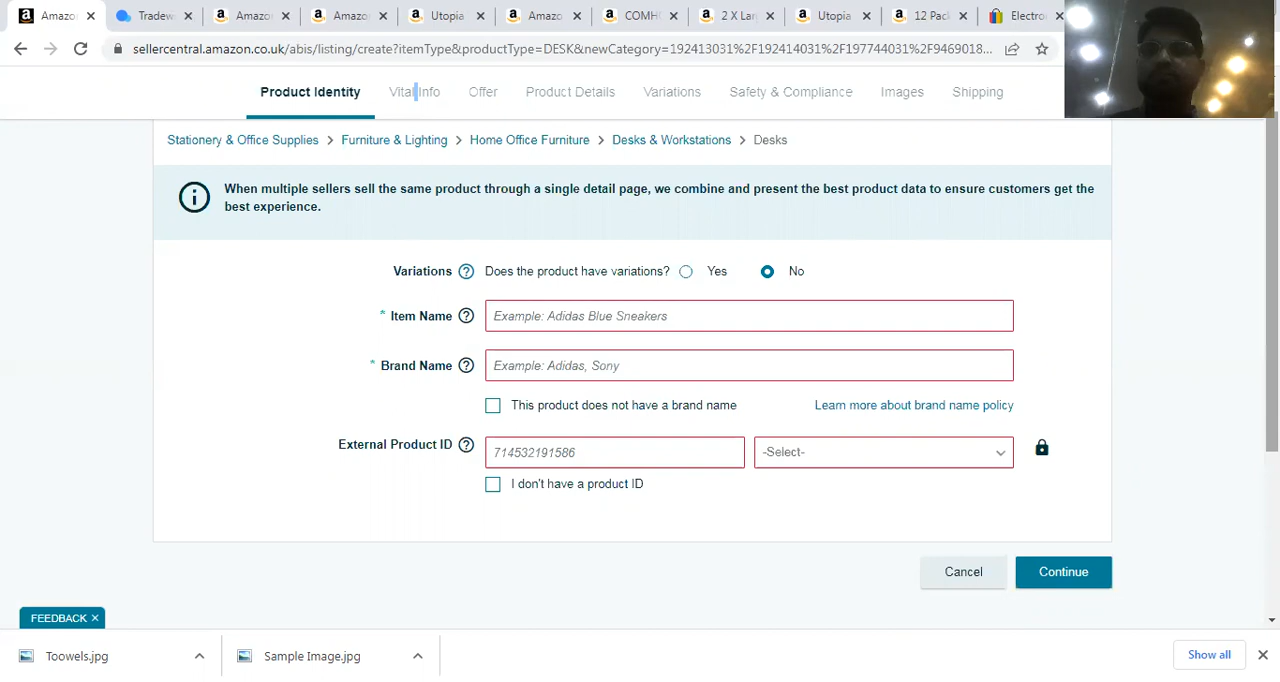 Amazo
Tradew
Amazo
Amazo
Utopia
Amazo
COMH
2 X Lar
Utopia
12 Pack
Electro
sellercentral.amazon.co.uk/abis/listing/create?itemType&productType=DESK&newCategory=192413031%2F192414031%2F197744031%2F9469018...
Product Identity
Vital Info
Offer
Product Details
Variations
Safety & Compliance
Images
Shipping
Stationery & Office Supplies > Furniture & Lighting > Home Office Furniture > Desks & Workstations > Desks
When multiple sellers sell the same product through a single detail page, we combine and present the best product data to ensure customers get the
best experience.
Variations ? Does the product have variations? Yes No
* Item Name ? Example: Adidas Blue Sneakers
* Brand Name ? Example: Adidas, Sony
This product does not have a brand name Learn more about brand name policy
External Product ID ? 714532191586 -Select-
I don't have a product ID
Cancel Continue
FEEDBACK ×
Toowels.jpg Sample Image.jpg Show all